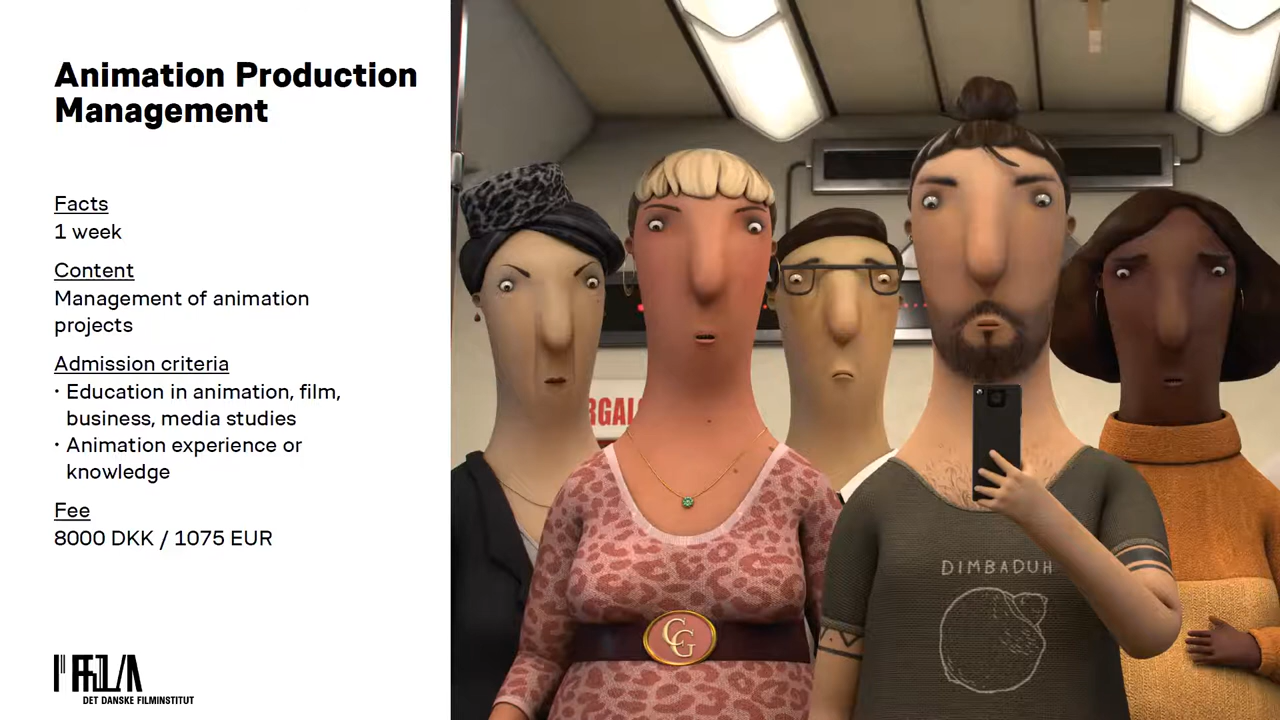 Animation Production
Management
Facts
1 week
Content
Management of animation
projects
Admission criteria
• Education in animation, film,
business, media studies
• Animation experience or
knowledge
Fee
8000 DKK / 1075 EUR
DET DANSKE FILMINSTITUT
RGAL
CG
DIMBADUH